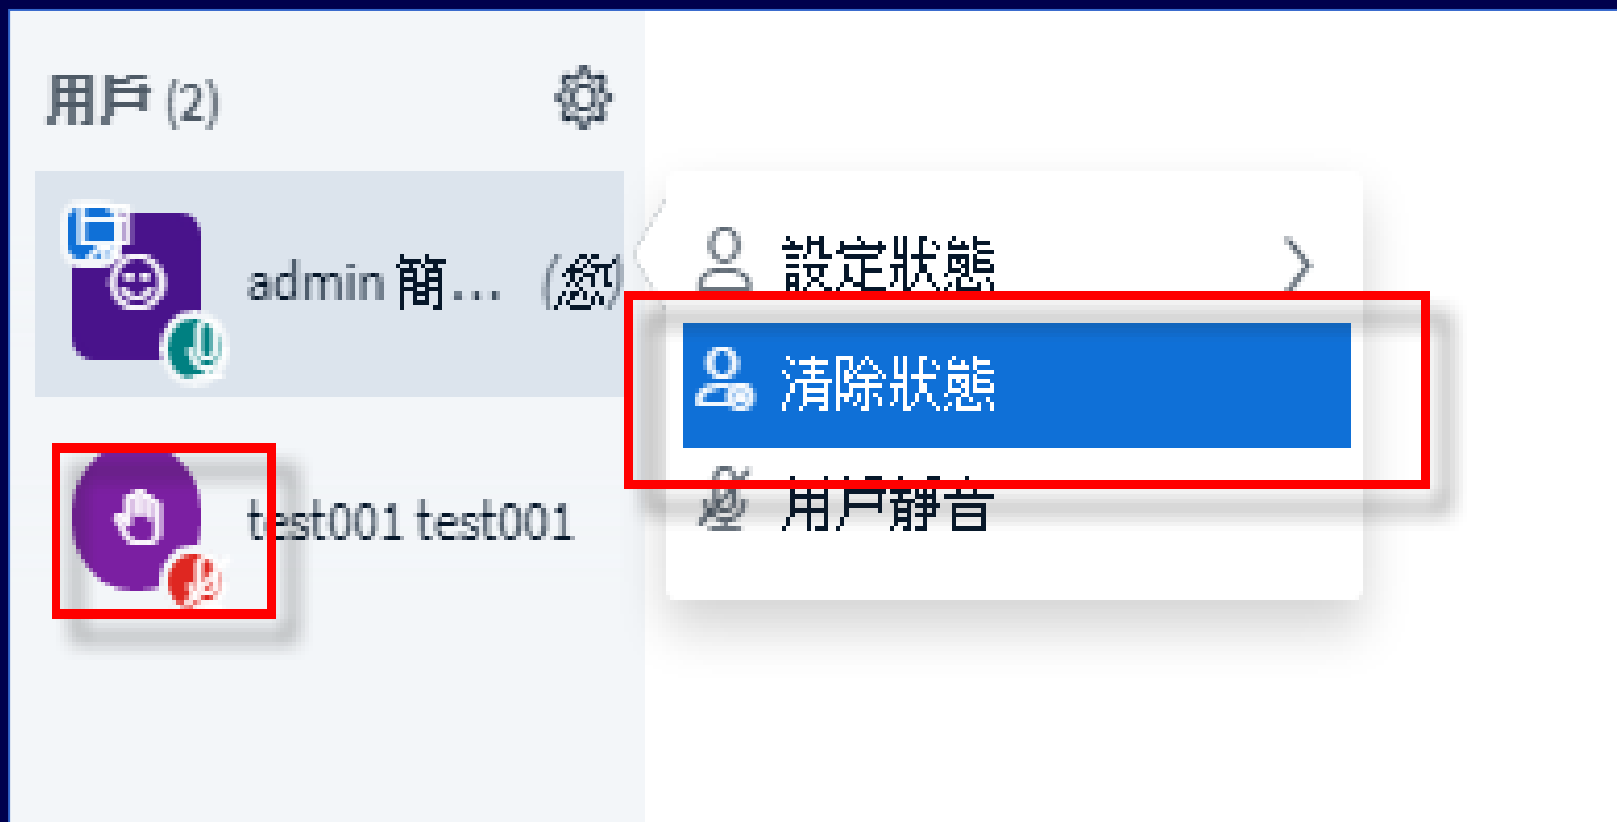 用戶 (2)
admin 簡... (您)
設定狀態
清除狀態
用戶靜音
test001 test001